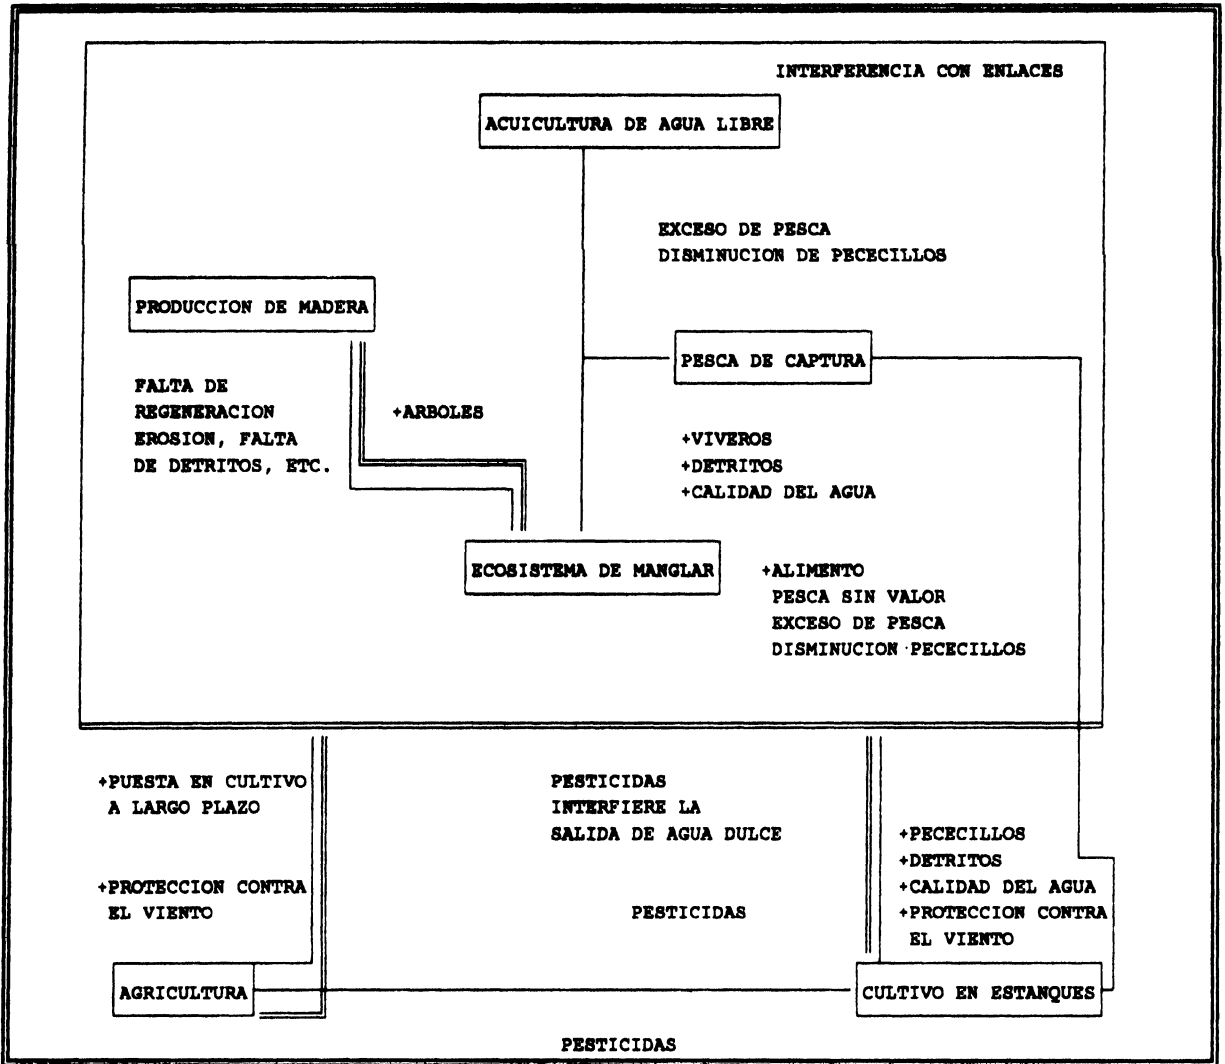 INTERFERENCIA CON ENLACES
ACUICULTURA DE AGUA LIBRE
EXCESO DE PESCA
DISMINUCION DE PECECILLOS
PRODUCCION DE MADERA
PESCA DE CAPTURA
FALTA DE
REGENERACION
EROSION, FALTA
DE DETRITOS, ETC.
+ARBOLES
+VIVEROS
+DETRITOS
+CALIDAD DEL AGUA
ECOSISTEMA DE MANGLAR
+ALIMENTO
PESCA SIN VALOR
EXCESO DE PESCA
DISMINUCION PECECILLOS
+PUESTA EN CULTIVO
A LARGO PLAZO
+PROTECCION CONTRA
EL VIENTO
PESTICIDAS
INTERFIERE LA
SALIDA DE AGUA DULCE
PESTICIDAS
+PECECILLOS
+DETRITOS
+CALIDAD DEL AGUA
+PROTECCION CONTRA
EL VIENTO
AGRICULTURA
CULTIVO EN ESTANQUES
PESTICIDAS